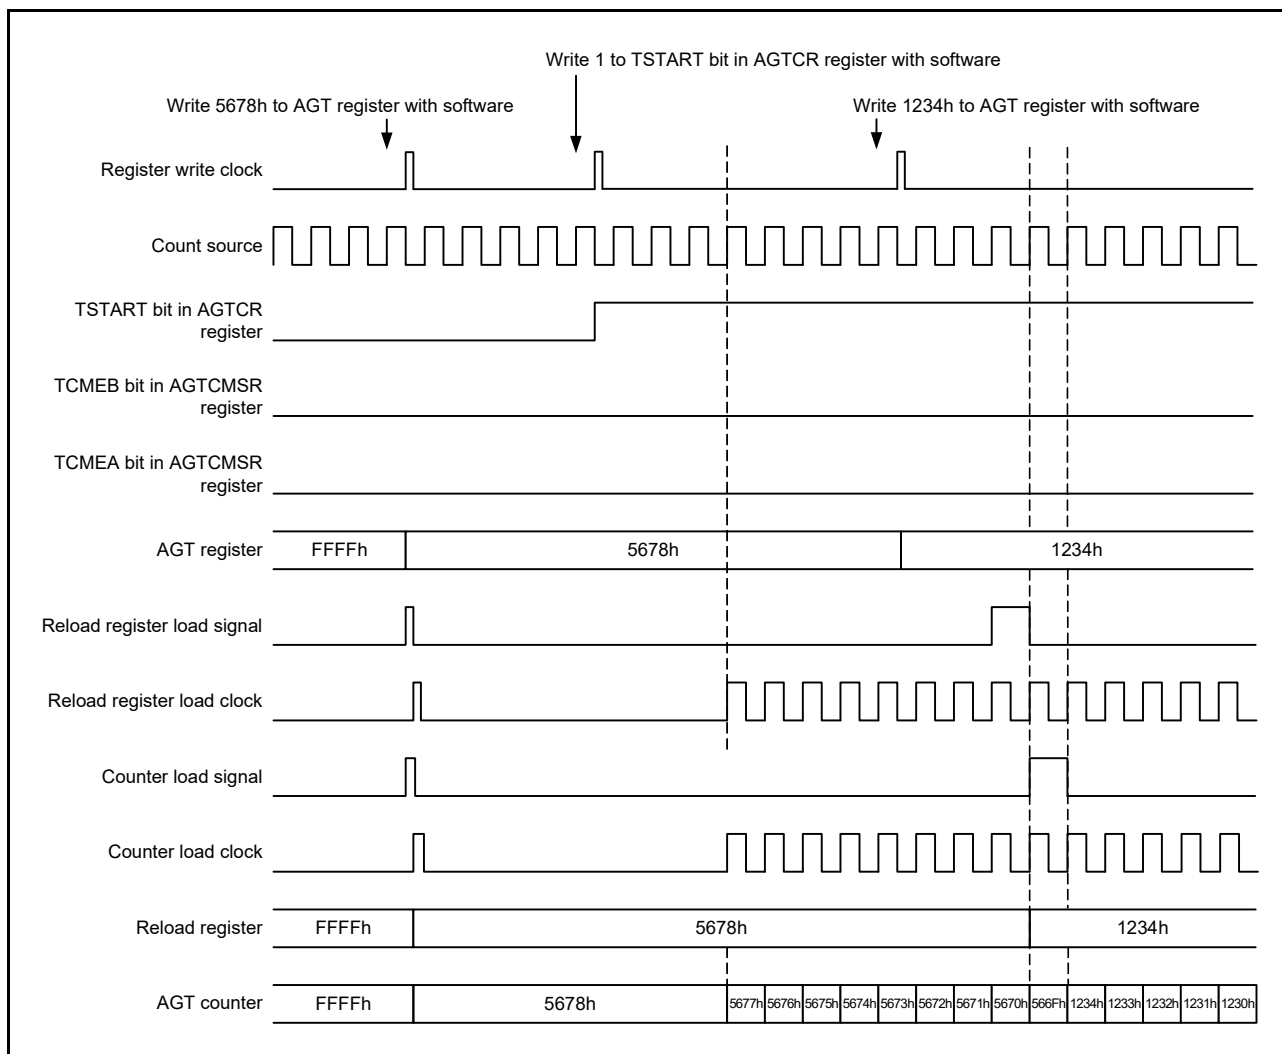 Write 1 to TSTART bit in AGTCR register with software
Write 5678h to AGT register with software
Write 1234h to AGT register with software
Register write clock
Count source
TSTART bit in AGTCR
register
TCMEB bit in AGTCMSR
register
TCMEA bit in AGTCMSR
register
AGT register
FFFFh
5678h
1234h
Reload register load signal
Reload register load clock
Counter load signal
Counter load clock
Reload register
FFFFh
5678h
1234h
AGT counter
FFFFh
5678h
5677h
5676h
5675h
5674h
5673h
5672h
5671h
5670h
566Fh
1234h
1233h
1232h
1231h
1230h